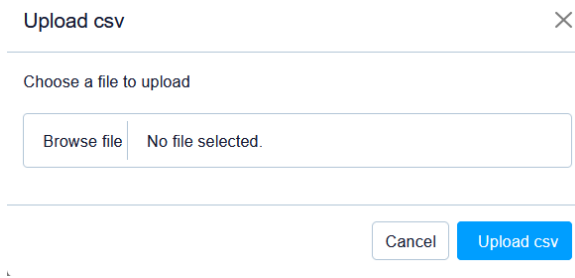 Upload csv
Choose a file to upload
Browse file No file selected.
Cancel Upload csv